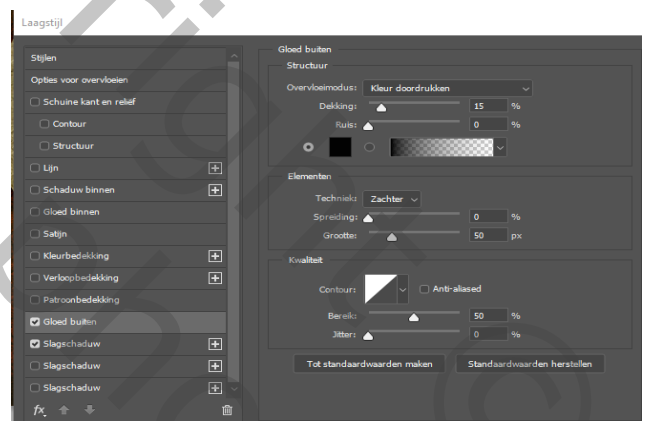 Laagstijl
Stijlen
Opties voor overvloeien
Schuine kant en reliëf
Contour
Structuur
Lijn
Schaduw binnen
Gloed binnen
Satijn
Kleurbedekking
Verloopbedekking
Patroonbedekking
Gloed buiten
Slagschaduw
Slagschaduw
Slagschaduw
fx
Gloed buiten
Structuur
Overvloeimodus: Kleur doordrukken
Dekking: 15 %
Ruis: 0 %
Elementen
Techniek: Zachter
Spreiding: 0 %
Grootte: 50 px
Kwaliteit
Contour: Anti-aliased
Bereik: 50 %
Jitter: 0 %
Tot standaardwaarden maken Standaardwaarden herstellen